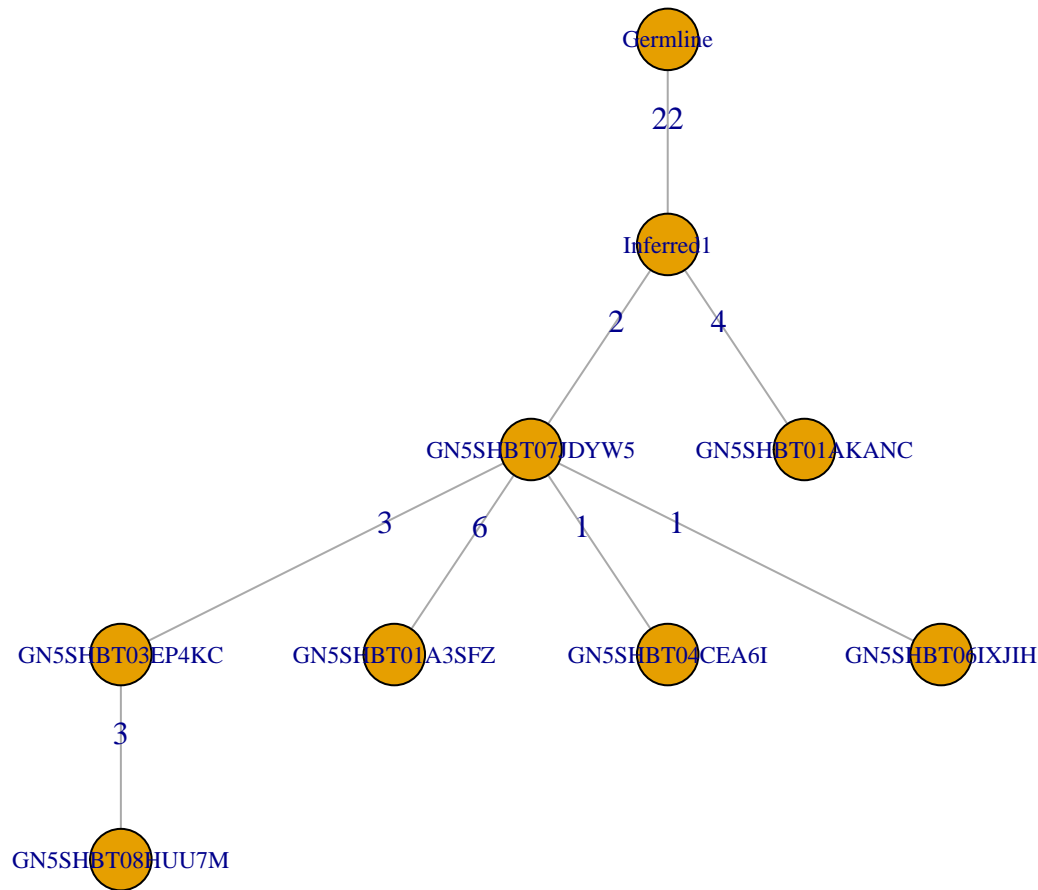 Germline
22
Inferred1
2
4
GN5SHBT07JDYW5
GN5SHBT01AKANC
3
6
1
1
GN5SHBT03EP4KC
GN5SHBT01A3SFZ
GN5SHBT04CEA6I
GN5SHBT06IXJIH
3
GN5SHBT08HUU7M